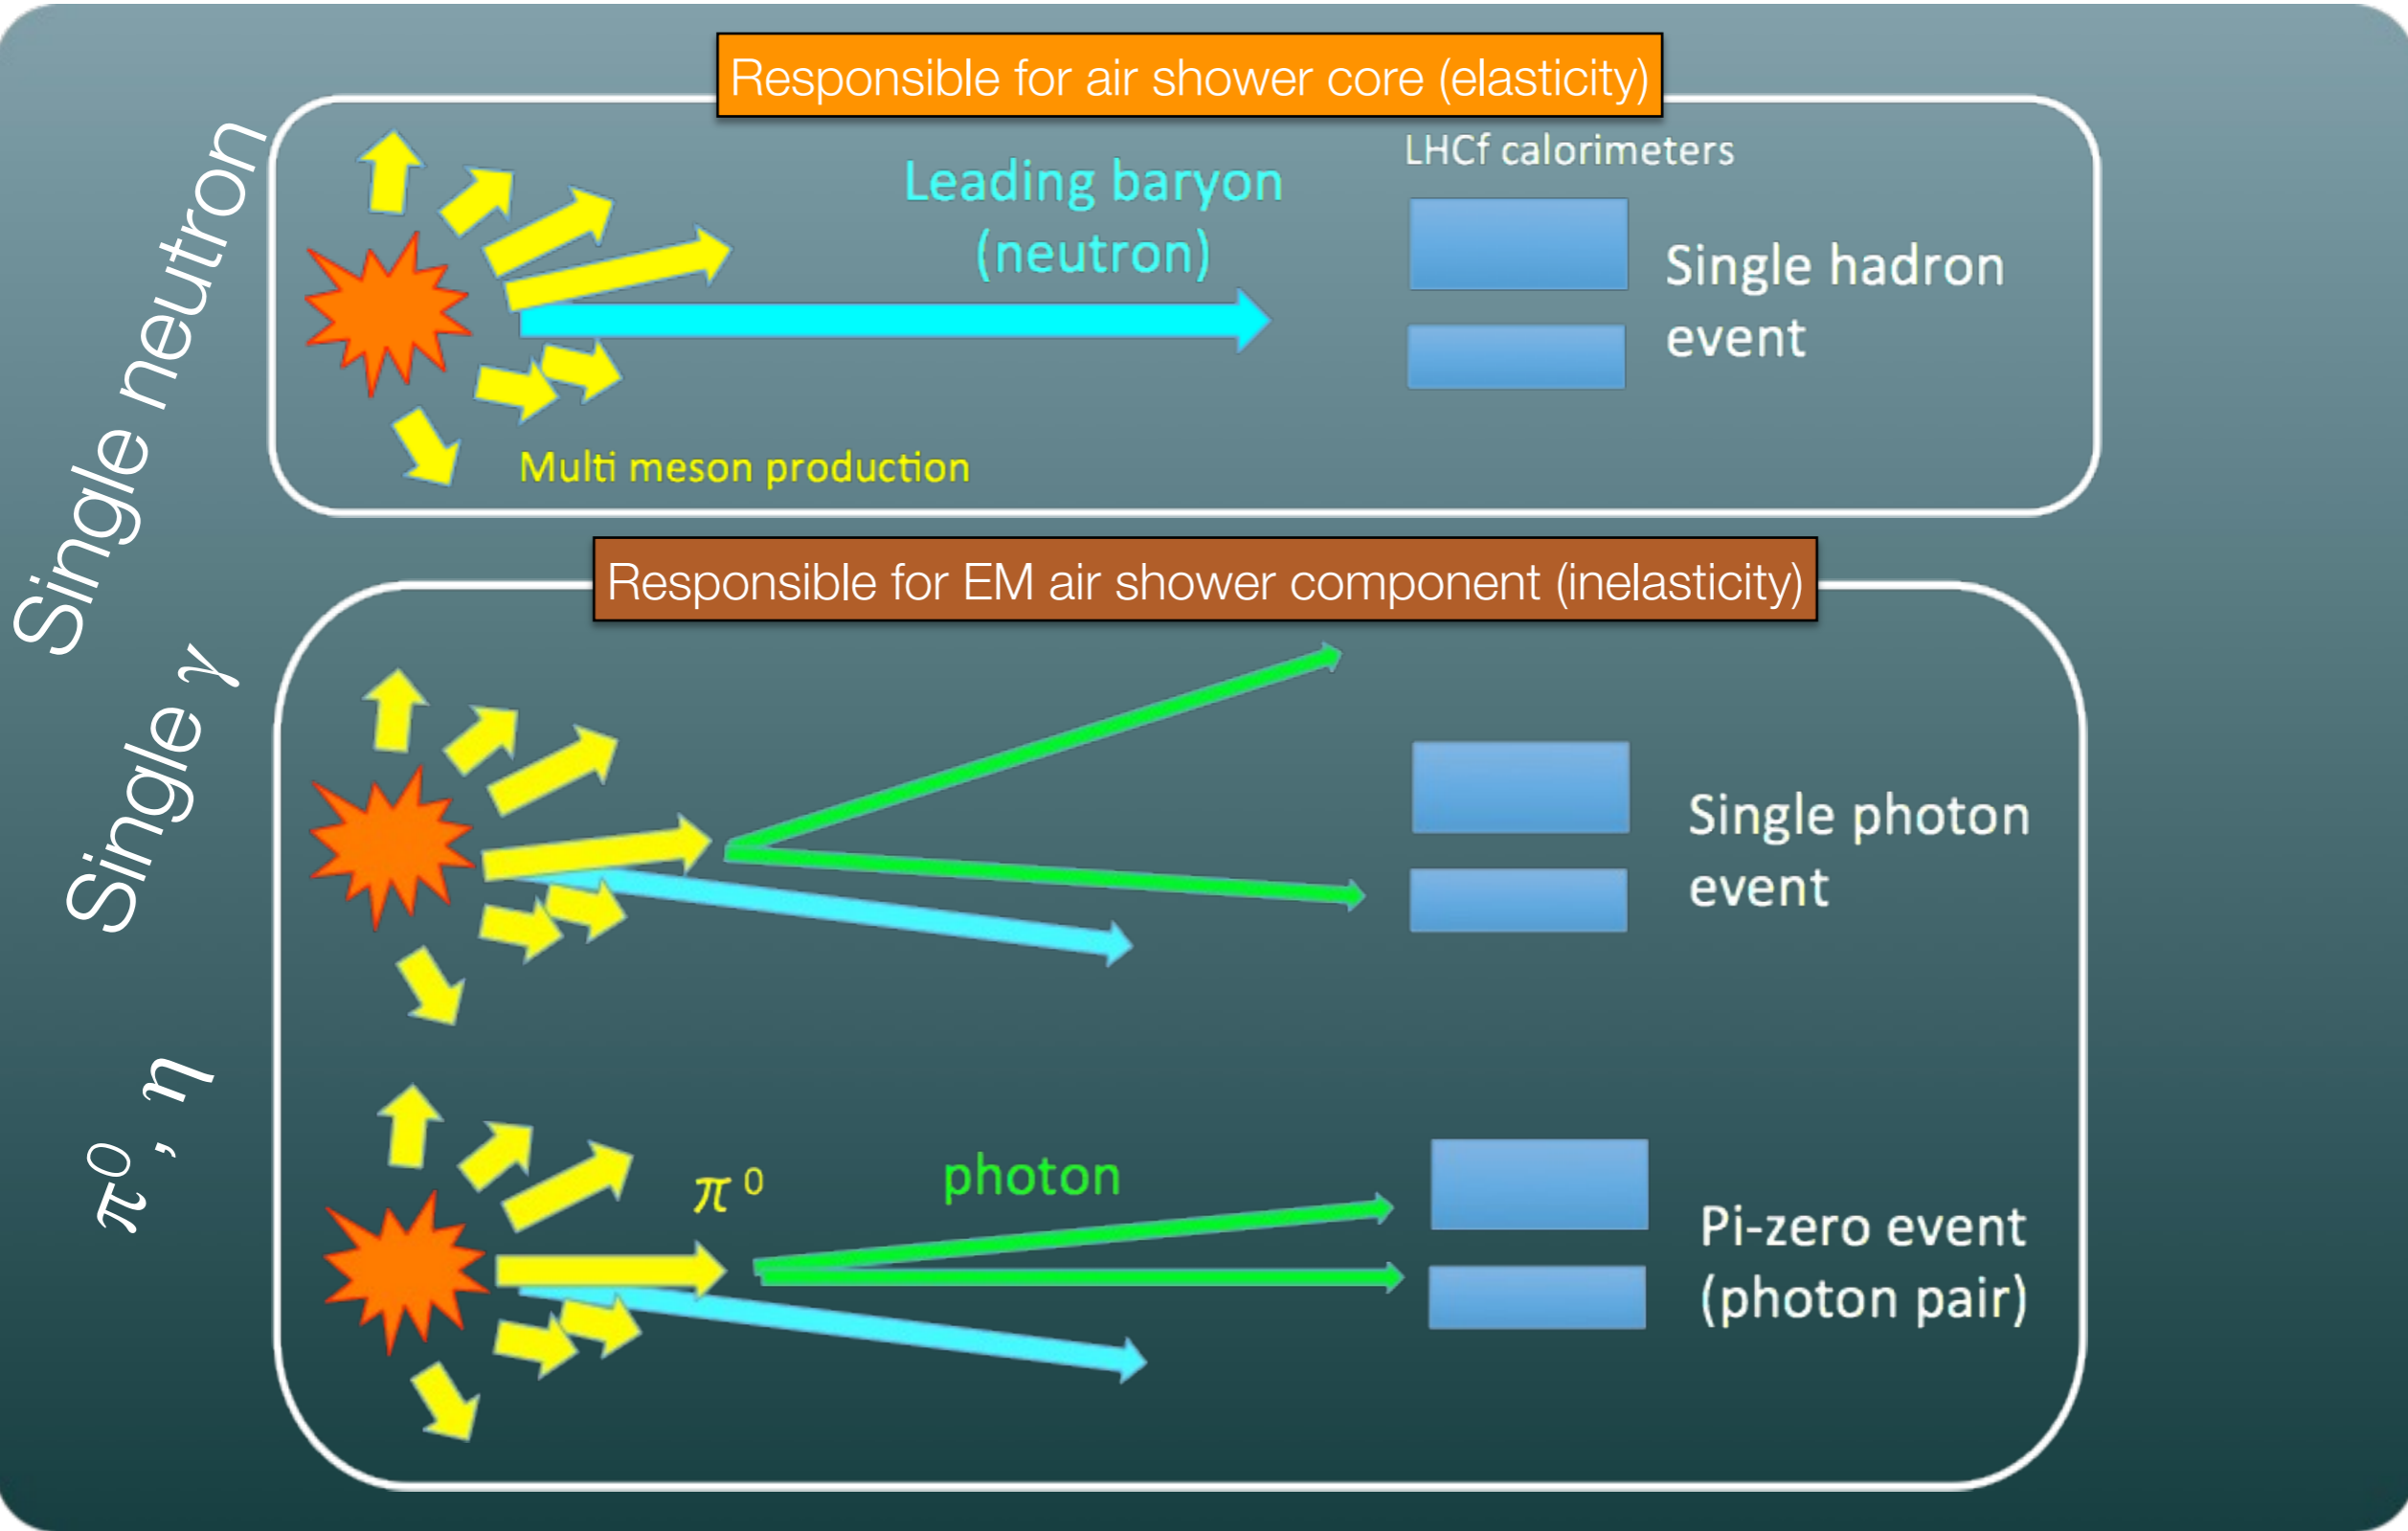 Responsible for air shower core (elasticity)
Single neutron
LHCf calorimeters
Leading baryon
(neutron)
Single hadron
event
Multi meson production
Responsible for EM air shower component (inelasticity)
Single γ
Single photon
event
π⁰, η
π⁰
photon
Pi-zero event
(photon pair)